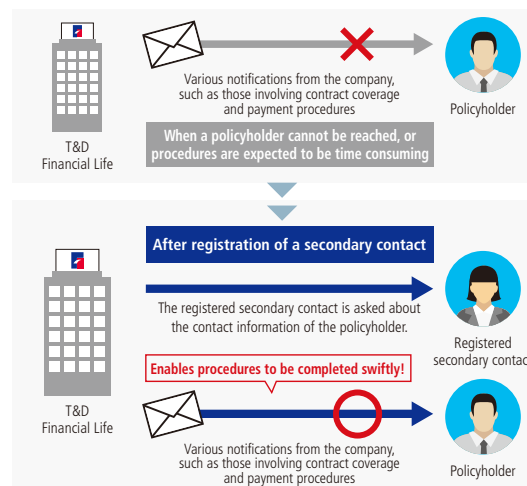 Various notifications from the company,
such as those involving contract coverage
and payment procedures
Policyholder
T&D
Financial Life
When a policyholder cannot be reached, or
procedures are expected to be time consuming
After registration of a secondary contact
The registered secondary contact is asked about
the contact information of the policyholder.
Registered
secondary contact
Enables procedures to be completed swiftly!
T&D
Financial Life
Various notifications from the company,
such as those involving contract coverage
and payment procedures
Policyholder